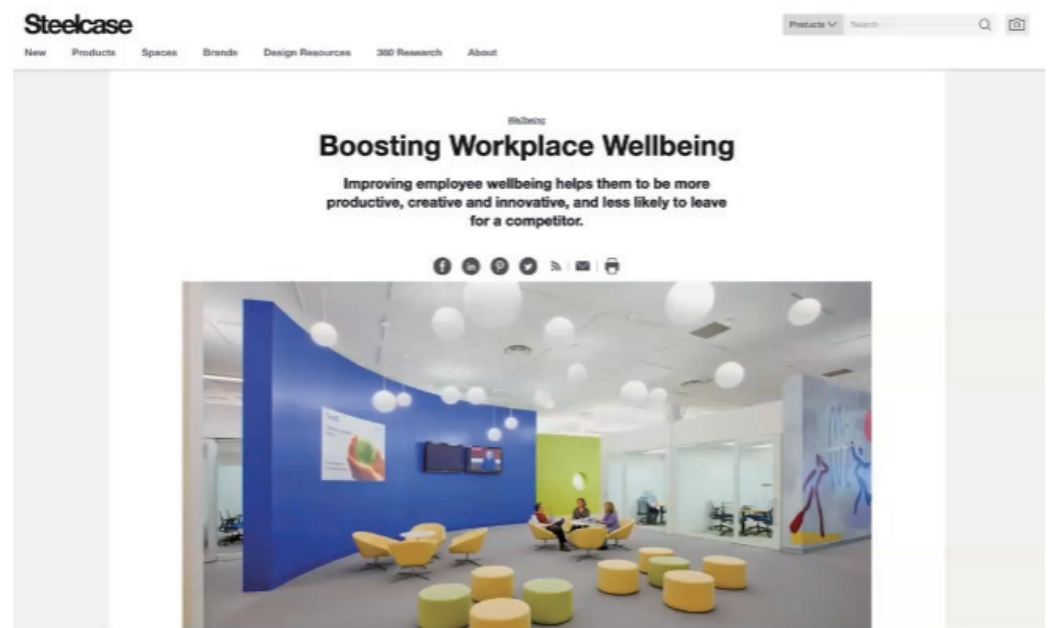 Steelcase
Products
Search
New Products Spaces Brands Design Resources 360 Research About
Wellbeing
Boosting Workplace Wellbeing
Improving employee wellbeing helps them to be more
productive, creative and innovative, and less likely to leave
for a competitor.